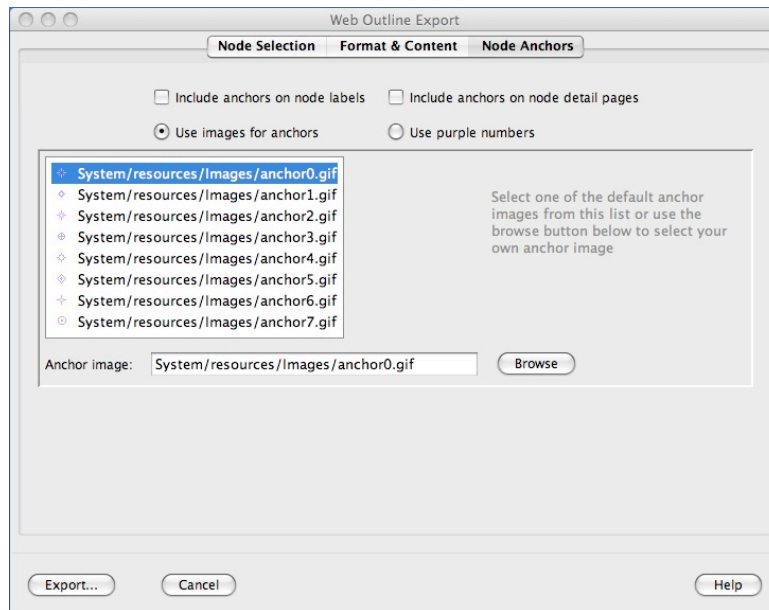 Web Outline Export
Node Selection Format & Content Node Anchors
Include anchors on node labels Include anchors on node detail pages
Use images for anchors Use purple numbers
System/resources/Images/anchor0.gif
System/resources/Images/anchor1.gif
System/resources/Images/anchor2.gif
System/resources/Images/anchor3.gif
System/resources/Images/anchor4.gif
System/resources/Images/anchor5.gif
System/resources/Images/anchor6.gif
System/resources/Images/anchor7.gif
Select one of the default anchor
images from this list or use the
browse button below to select your
own anchor image
Anchor image: System/resources/Images/anchor0.gif Browse
Export... Cancel Help